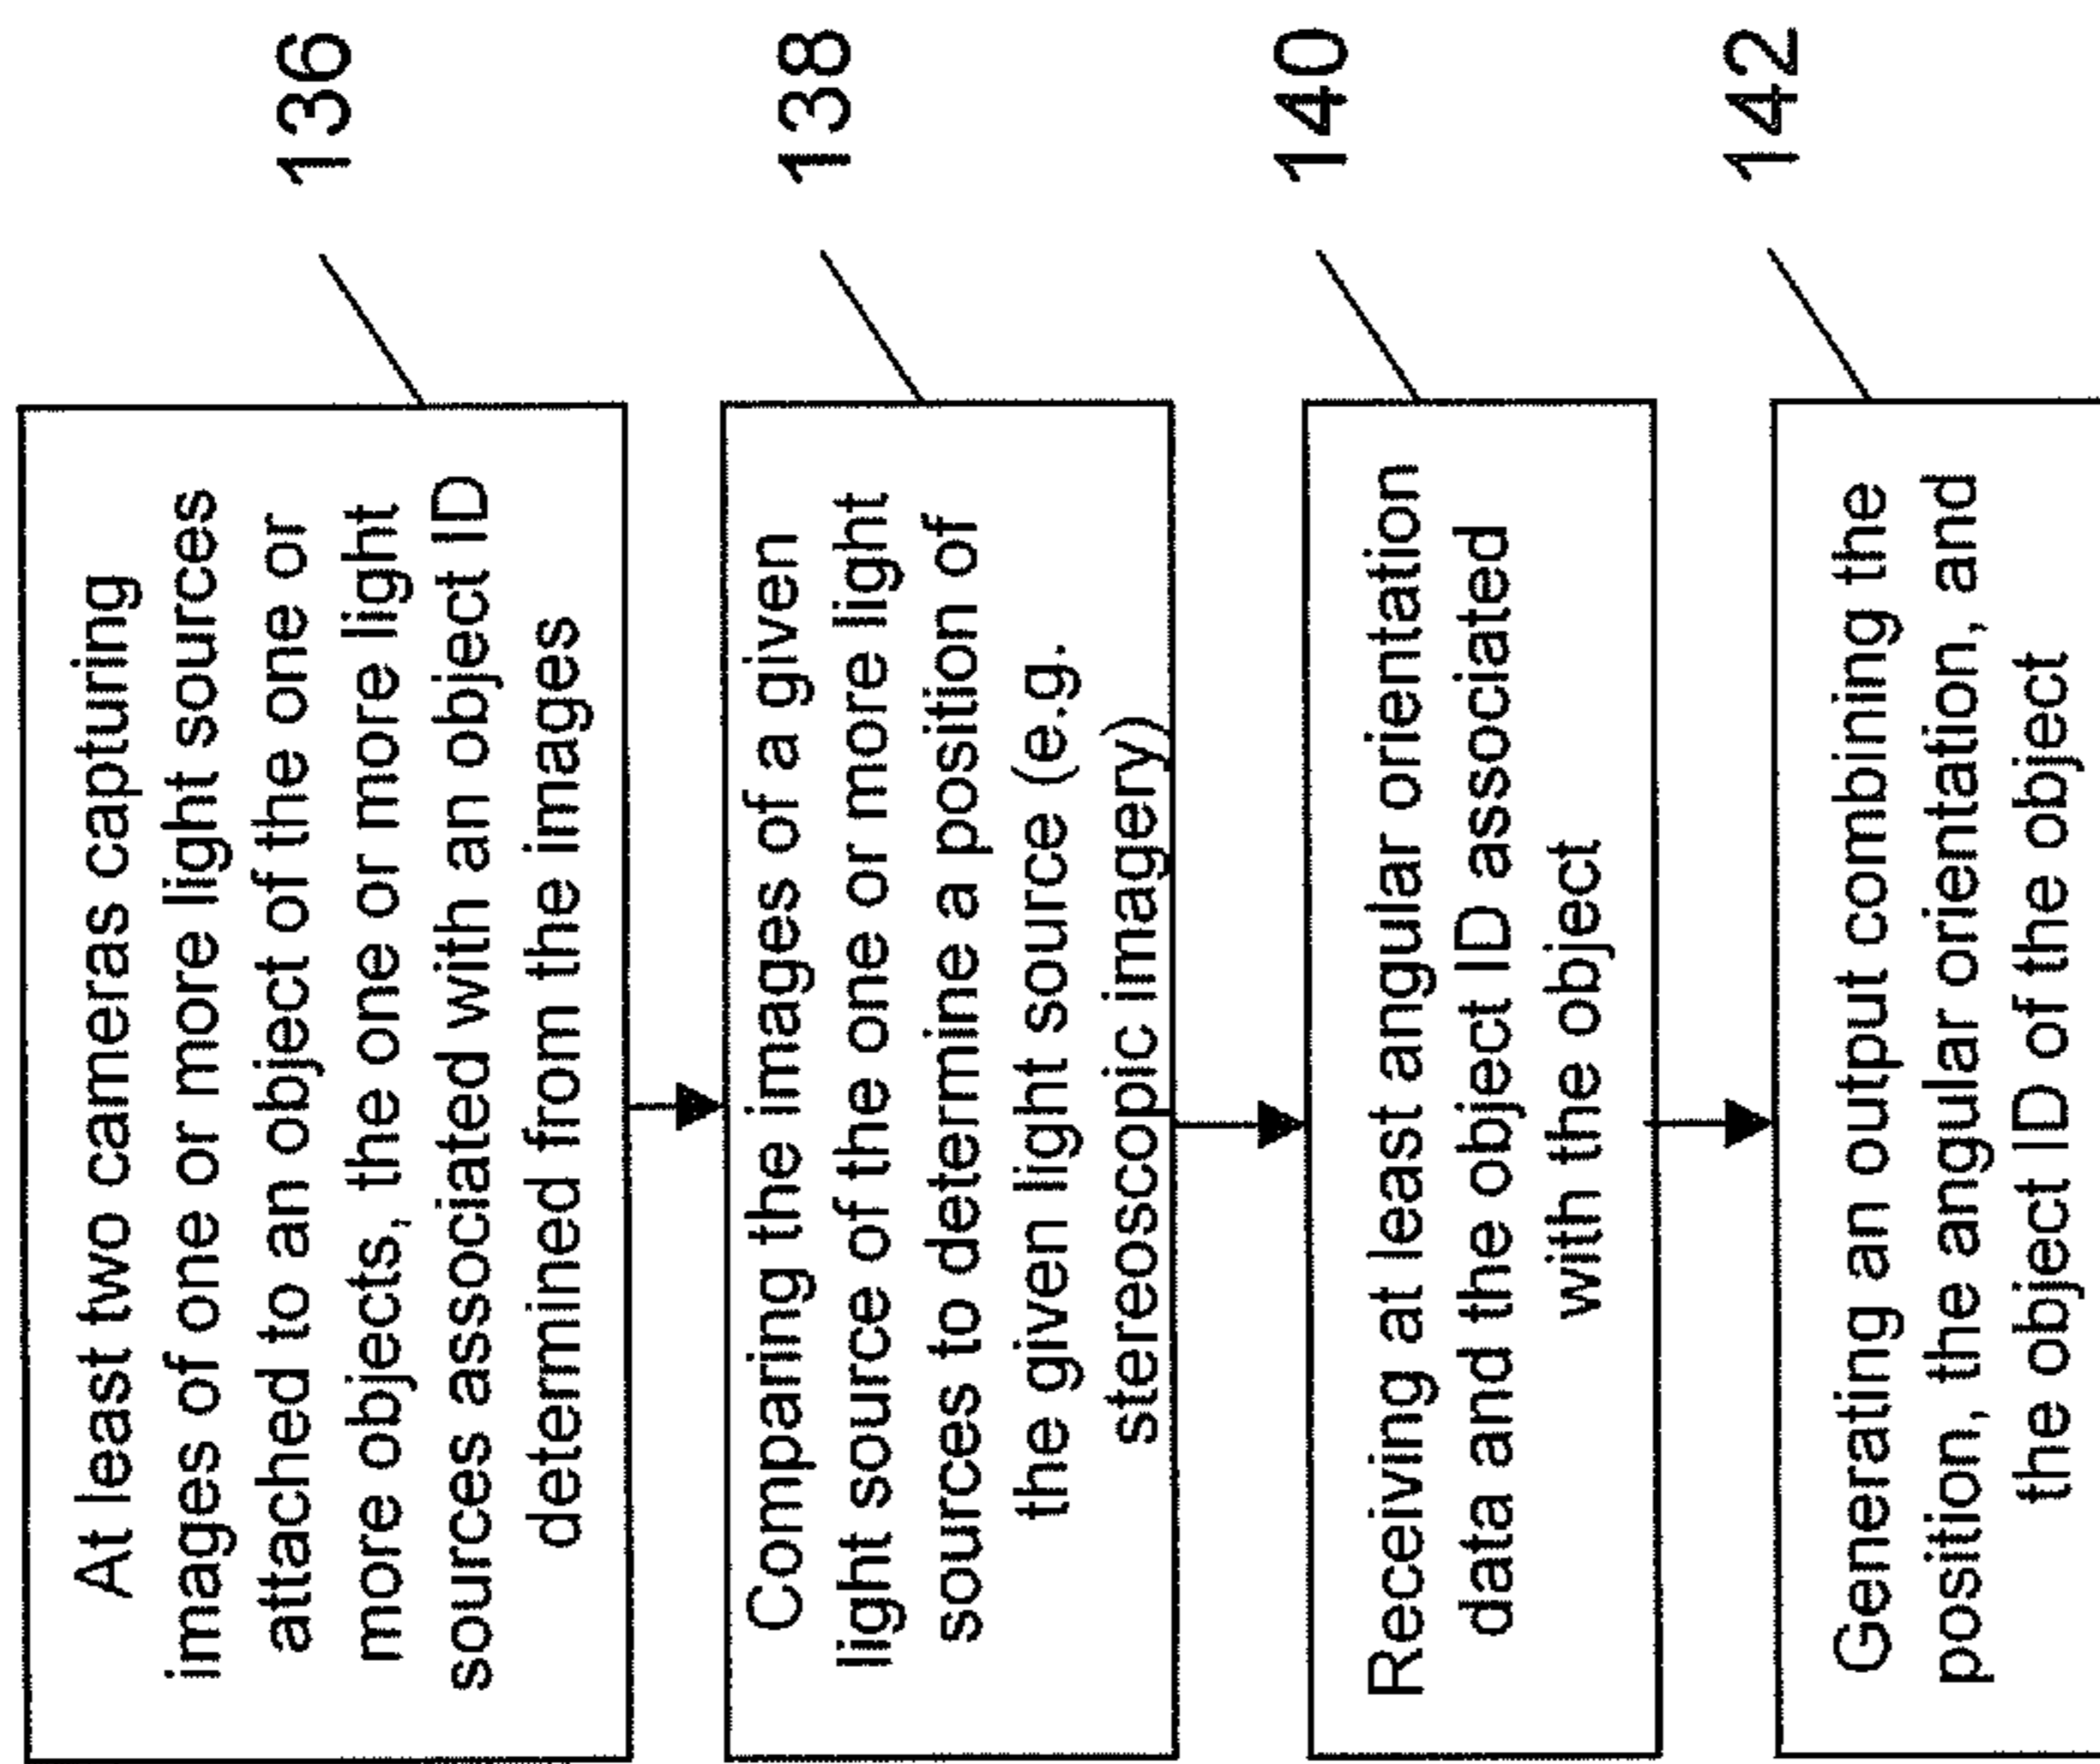 At least two cameras capturing
images of one or more light sources
attached to an object of the one or
more objects, the one or more light
sources associated with an object ID
determined from the images
136
Comparing the images of a given
light source of the one or more light
sources to determine a position of
the given light source (e.g.
stereoscopic imagery)
138
Receiving at least angular orientation
data and the object ID associated
with the object
140
Generating an output combining the
position, the angular orientation, and
the object ID of the object
142